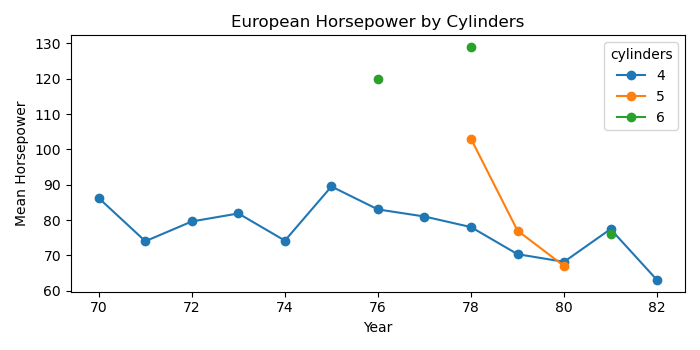 European Horsepower by Cylinders
130
120
110
100
90
80
70
60
Mean Horsepower
cylinders
4
5
6
70 72 74 76 78 80 82
Year